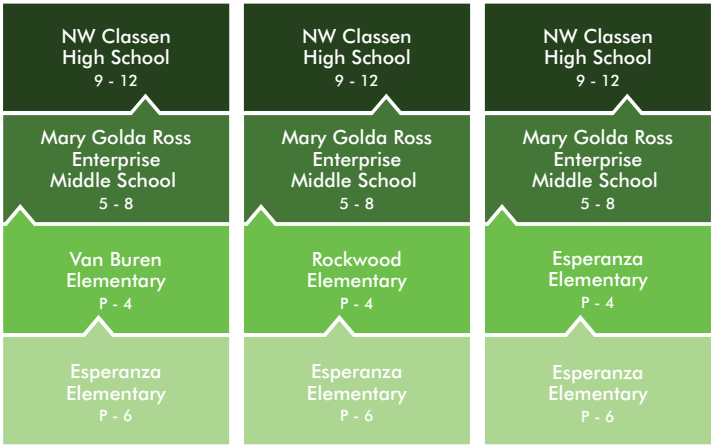 NW Classen
High School
9 - 12
Mary Golda Ross
Enterprise
Middle School
5 - 8
Van Buren
Elementary
P - 4
Esperanza
Elementary
P - 6
NW Classen
High School
9 - 12
Mary Golda Ross
Enterprise
Middle School
5 - 8
Rockwood
Elementary
P - 4
Esperanza
Elementary
P - 6
NW Classen
High School
9 - 12
Mary Golda Ross
Enterprise
Middle School
5 - 8
Esperanza
Elementary
P - 4
Esperanza
Elementary
P - 6